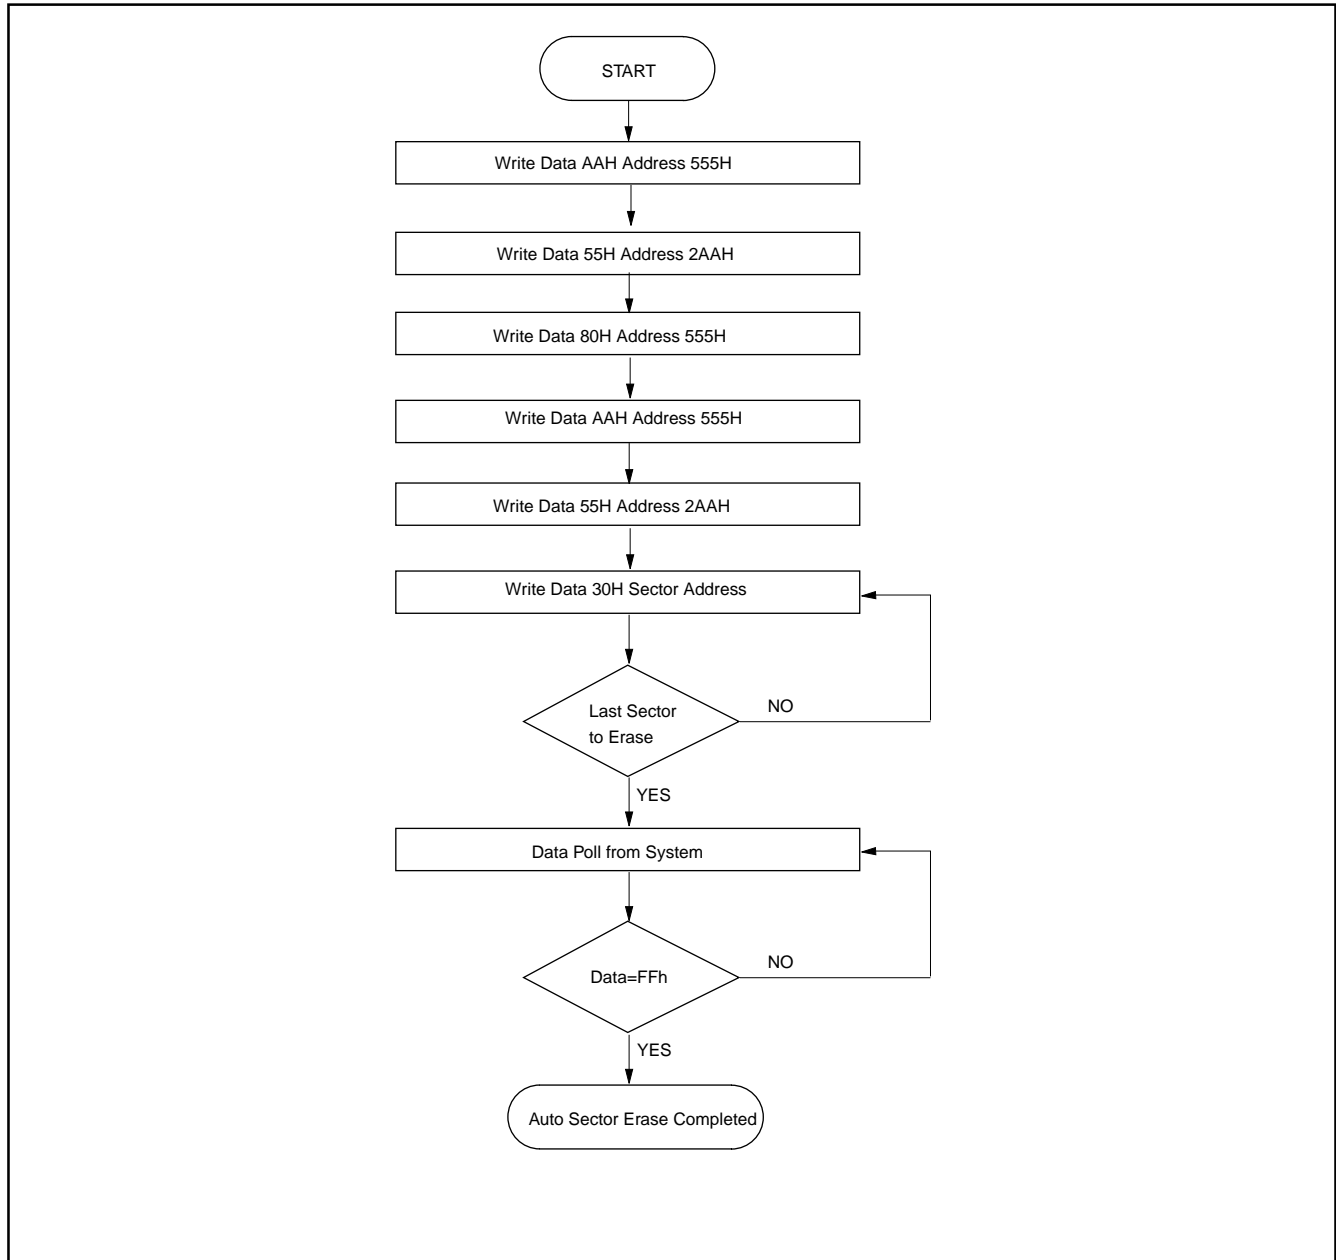 START
Write Data AAH Address 555H
Write Data 55H Address 2AAH
Write Data 80H Address 555H
Write Data AAH Address 555H
Write Data 55H Address 2AAH
Write Data 30H Sector Address
Last Sector
to Erase
NO
YES
Data Poll from System
Data=FFh
NO
YES
Auto Sector Erase Completed